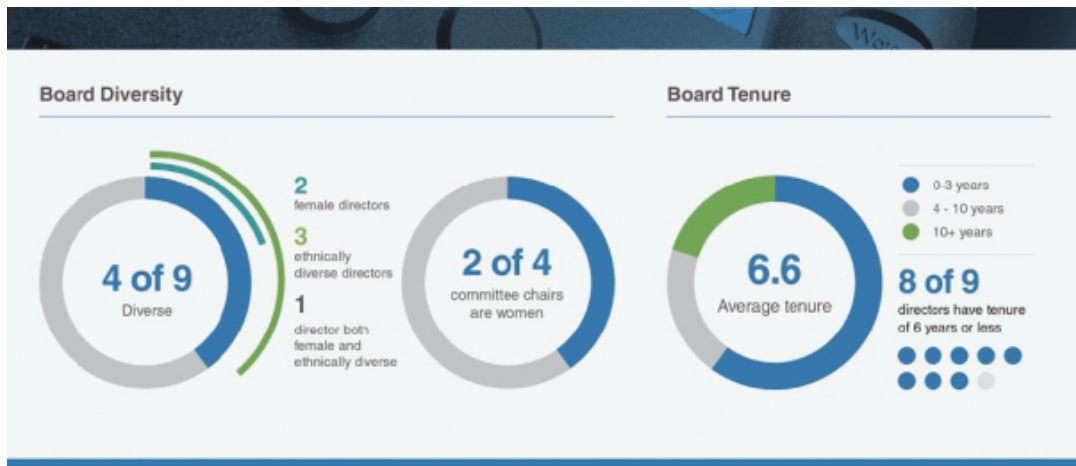 Board Diversity
4 of 9
Diverse
2
female directors
3
ethnically
diverse directors
1
director both
female and
ethnically diverse
2 of 4
committee chairs
are women
Board Tenure
6.6
Average tenure
0-3 years
4 - 10 years
10+ years
8 of 9
directors have tenure
of 6 years or less